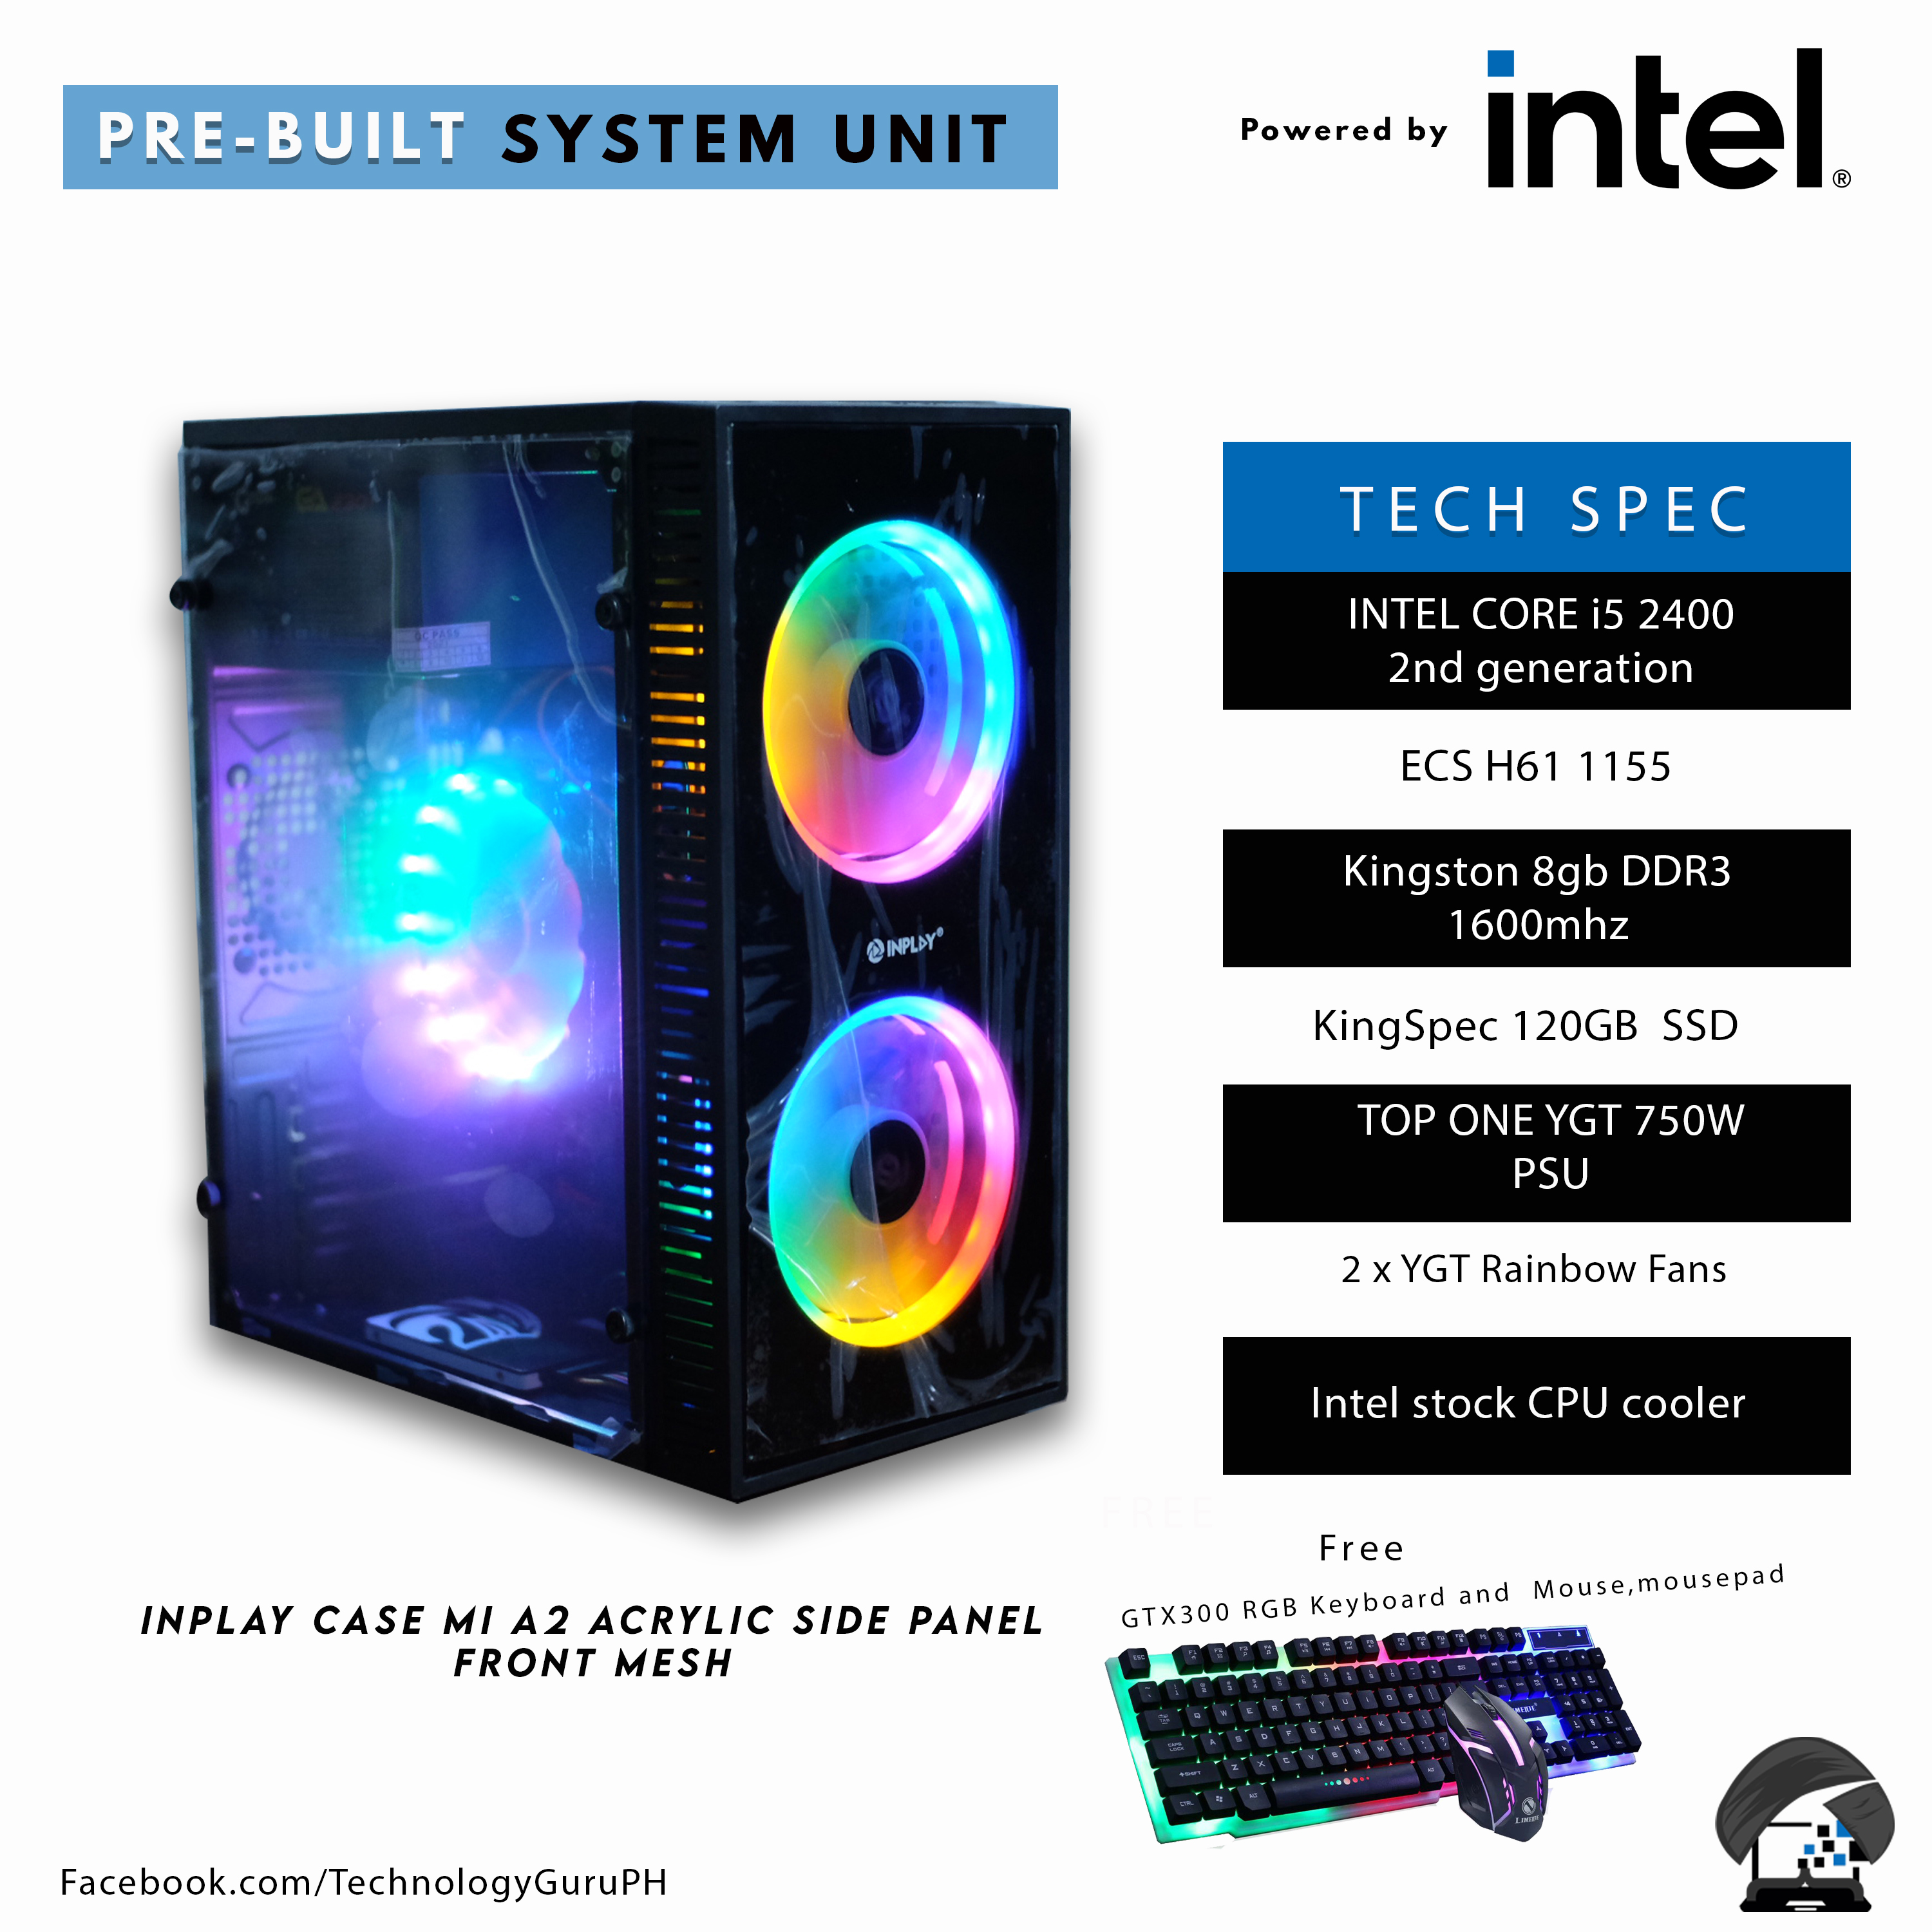 PRE-BUILT SYSTEM UNIT
Powered by intel®
TECH SPEC
INTEL CORE i5 2400
2nd generation
ECS H61 1155
Kingston 8gb DDR3
1600mhz
KingSpec 120GB  SSD
TOP ONE YGT 750W
PSU
2 x YGT Rainbow Fans
Intel stock CPU cooler
QC PASS
INPLAY®
FREE
Free
GTX300 RGB Keyboard and  Mouse,mousepad
INPLAY CASE MI A2 ACRYLIC SIDE PANEL
FRONT MESH
Facebook.com/TechnologyGuruPH